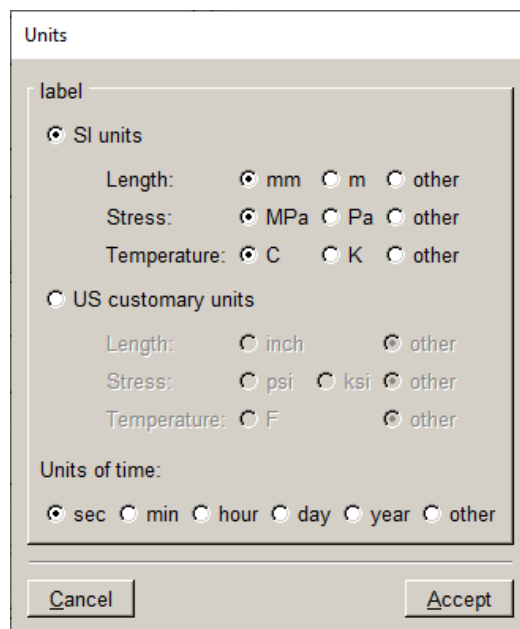 Units
label
SI units
Length: mm m other
Stress: MPa Pa other
Temperature: C K other
US customary units
Length: inch other
Stress: psi ksi other
Temperature: F other
Units of time:
sec min hour day year other
Cancel Accept